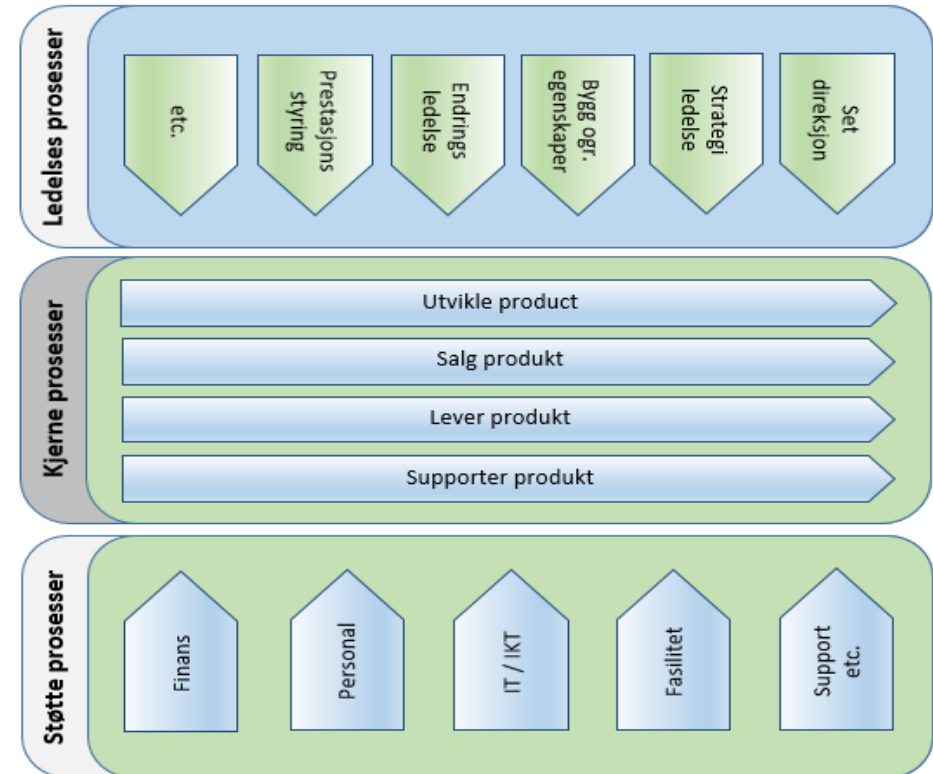 Ledelses prosesser
etc.
Prestasjons
styring
Endrings
ledelse
Bygg ogr.
egenskaper
Strategi
ledelse
Set
direksjon
Kjerne prosesser
Utvikle product
Salg produkt
Lever produkt
Supporter produkt
Støtte prosesser
Finans
Personal
IT / IKT
Fasilitet
Support
etc.